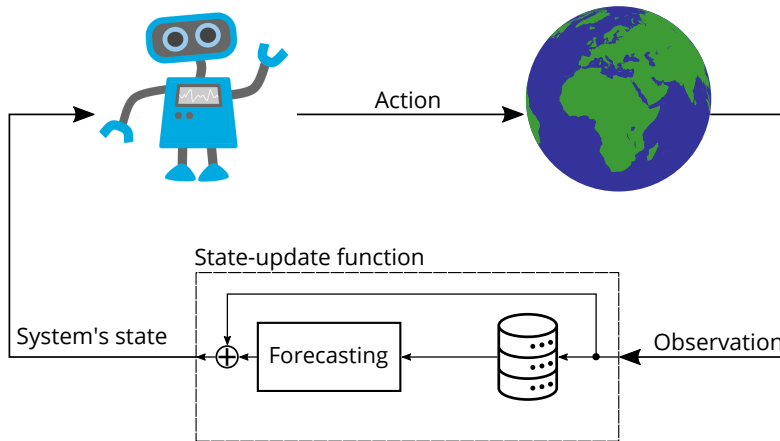 Action
State-update function
System's state
Forecasting
Observation